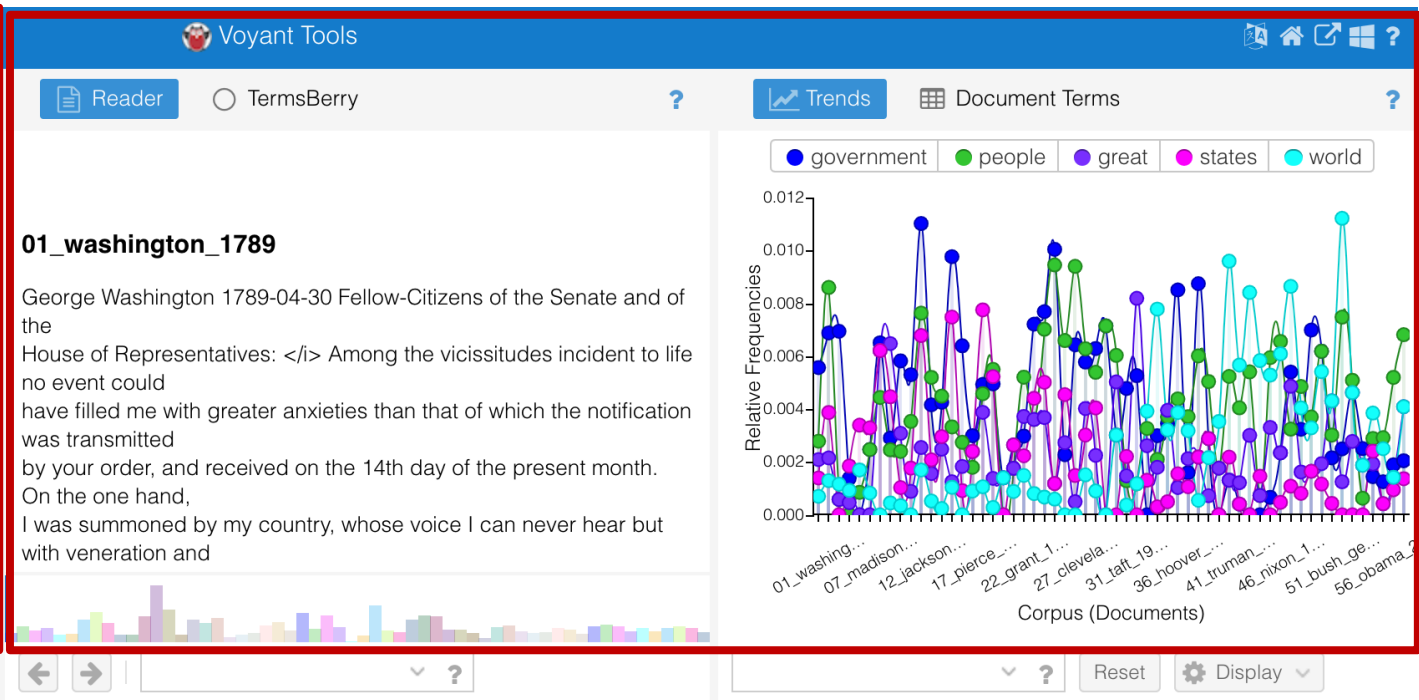 Voyant Tools
?
Reader
TermsBerry
?
Trends
Document Terms
?
01_washington_1789
George Washington 1789-04-30 Fellow-Citizens of the Senate and of
the
House of Representatives: </i> Among the vicissitudes incident to life
no event could
have filled me with greater anxieties than that of which the notification
was transmitted
by your order, and received on the 14th day of the present month.
On the one hand,
I was summoned by my country, whose voice I can never hear but
with veneration and
government
people
great
states
world
Relative Frequencies
0.012
0.010
0.008
0.006
0.004
0.002
0.000
01_washing...
07_madison...
12_jackson...
17_pierce_...
22_grant_1...
27_clevela...
31_taft_19...
36_hoover_...
41_truman_...
46_nixon_1...
51_bush_ge...
56_obama_2
Corpus (Documents)
?
?
Reset
Display